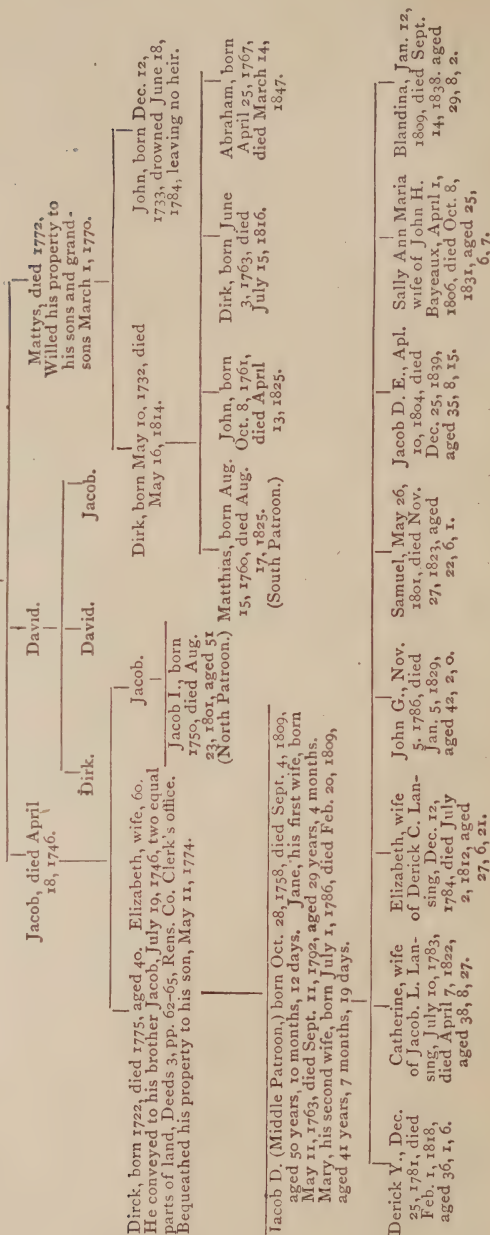 Jacob, died April
18, 1746.
David.
Mattys, died 1772,
Willed his property to
his sons and grand-
sons March 1, 1770.
Dirk.
David.
Jacob.
Dirk, born May 10, 1732, died
May 16, 1814.
John, born Dec. 12,
1733, drowned June 18,
1784, leaving no heir.
Dirck, born 1722, died 1775, aged 40. Elizabeth, wife, 60.
He conveyed to his brother Jacob, July 19, 1746, two equal
parts of land, Deeds 3, pp. 62-65, Rens. Co. Clerk's office.
Bequeathed his property to his son, May 11, 1774.
Jacob.
Jacob I., born
1750, died Aug.
23, 1801, aged 51
(North Patroon.)
Matthias, born Aug.
15, 1760, died Aug.
17, 1825.
(South Patroon.)
John, born
Oct. 8, 1761,
died April
13, 1825.
Dirk, born June
3, 1763, died
July 15, 1816.
Abraham, born
April 25, 1767,
died March 14,
1847.
Jacob D. (Middle Patroon,) born Oct. 28, 1758, died Sept. 4, 1809,
aged 50 years, 10 months, 12 days. Jane, his first wife, born
May 11, 1763, died Sept. 11, 1792, aged 29 years, 4 months.
Mary, his second wife, born July 1, 1786, died Feb. 20, 1809,
aged 41 years, 7 months, 19 days.
Derick Y., Dec.
25, 1781, died
Feb. 1, 1818,
aged 36, 1, 6.
Catherine, wife
of Jacob. L. Lan-
sing, July 10, 1783,
died April 7, 1822,
aged 38, 8, 27.
Elizabeth, wife
of Derick C. Lan-
sing, Dec. 12,
1784, died July
2, 1812, aged
27, 6, 21.
John G., Nov.
5, 1786, died
Jan. 5, 1829,
aged 42, 2, 0.
Samuel, May 26,
1801, died Nov.
27, 1823, aged
22, 6, 1.
Jacob D. E., Apl.
10, 1804, died
Dec. 25, 1839,
aged 35, 8, 15.
Sally Ann Maria
wife of John H.
Bayeaux, April 1,
1806, died Oct. 8,
1831, aged 25,
6, 7.
Blandina, Jan. 12,
1809, died Sept.
14, 1838. aged
29, 8, 2.